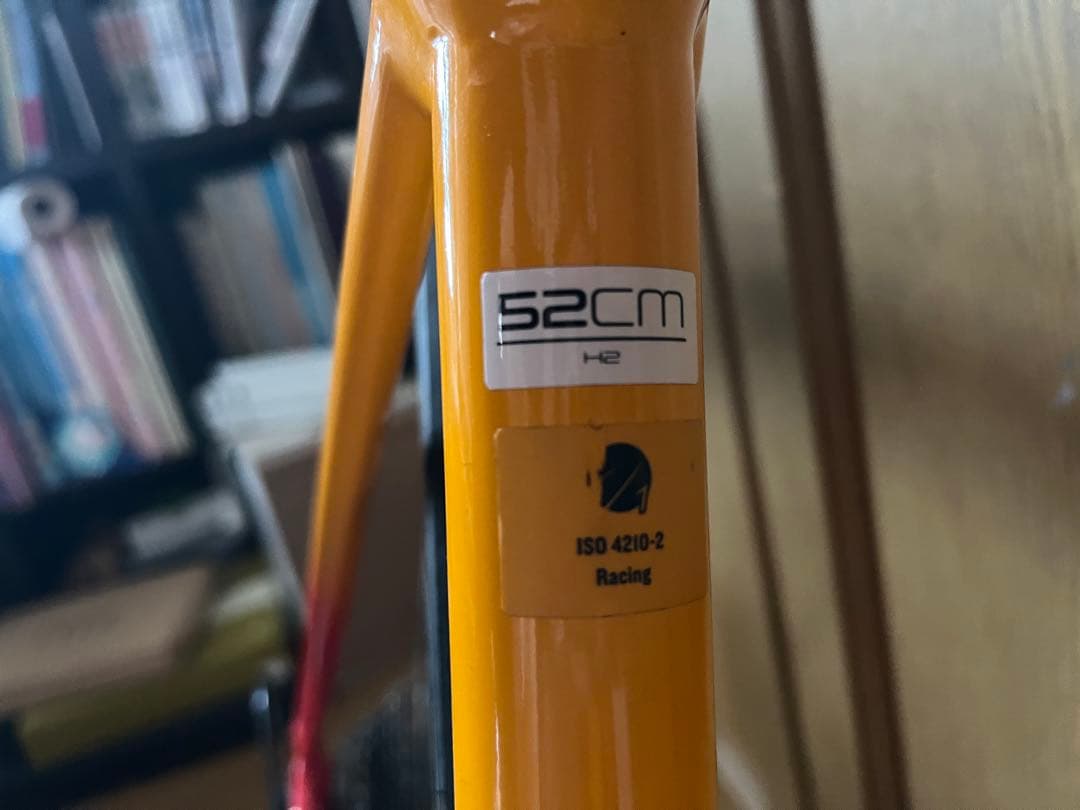 52CM
H2
ISO 4210-2
Racing